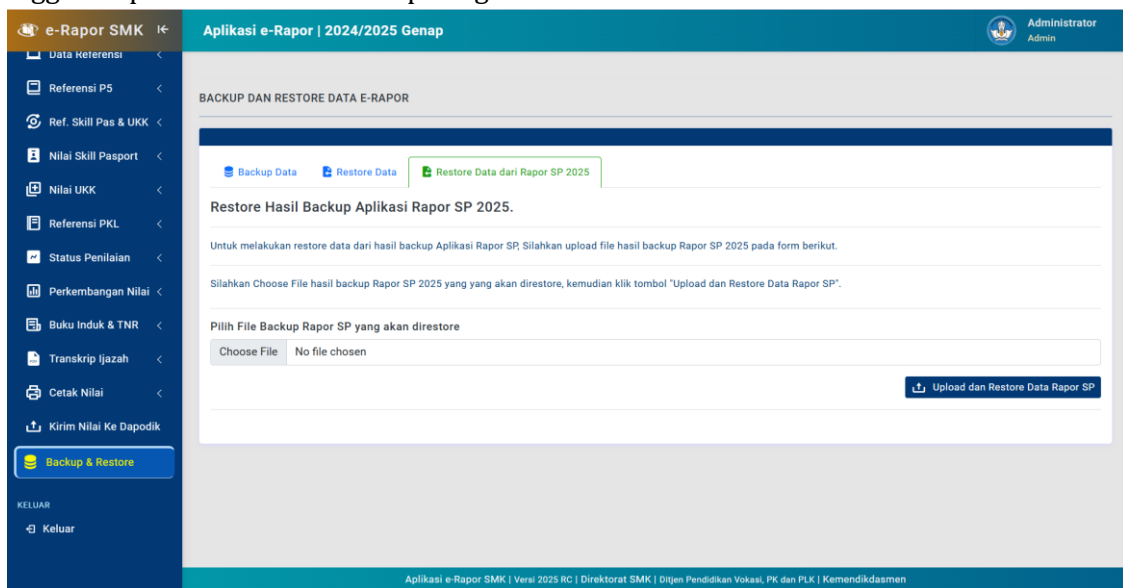 e-Rapor SMK
Aplikasi e-Rapor | 2024/2025 Genap
Administrator
Admin
Data Referensi
Referensi P5
Ref. Skill Pas & UKK
Nilai Skill Pasport
Nilai UKK
Referensi PKL
Status Penilaian
Perkembangan Nilai
Buku Induk & TNR
Transkrip Ijazah
Cetak Nilai
Kirim Nilai Ke Dapodik
Backup & Restore
KELUAR
Keluar
BACKUP DAN RESTORE DATA E-RAPOR
Backup Data Restore Data Restore Data dari Rapor SP 2025
Restore Hasil Backup Aplikasi Rapor SP 2025.
Untuk melakukan restore data dari hasil backup Aplikasi Rapor SP, Silahkan upload file hasil backup Rapor SP 2025 pada form berikut.
Silahkan Choose File hasil backup Rapor SP 2025 yang yang akan direstore, kemudian klik tombol "Upload dan Restore Data Rapor SP".
Pilih File Backup Rapor SP yang akan direstore
Choose File No file chosen
Upload dan Restore Data Rapor SP
Aplikasi e-Rapor SMK | Versi 2025 RC | Direktorat SMK | Ditjen Pendidikan Vokasi, PK dan PLK | Kemendikdasmen